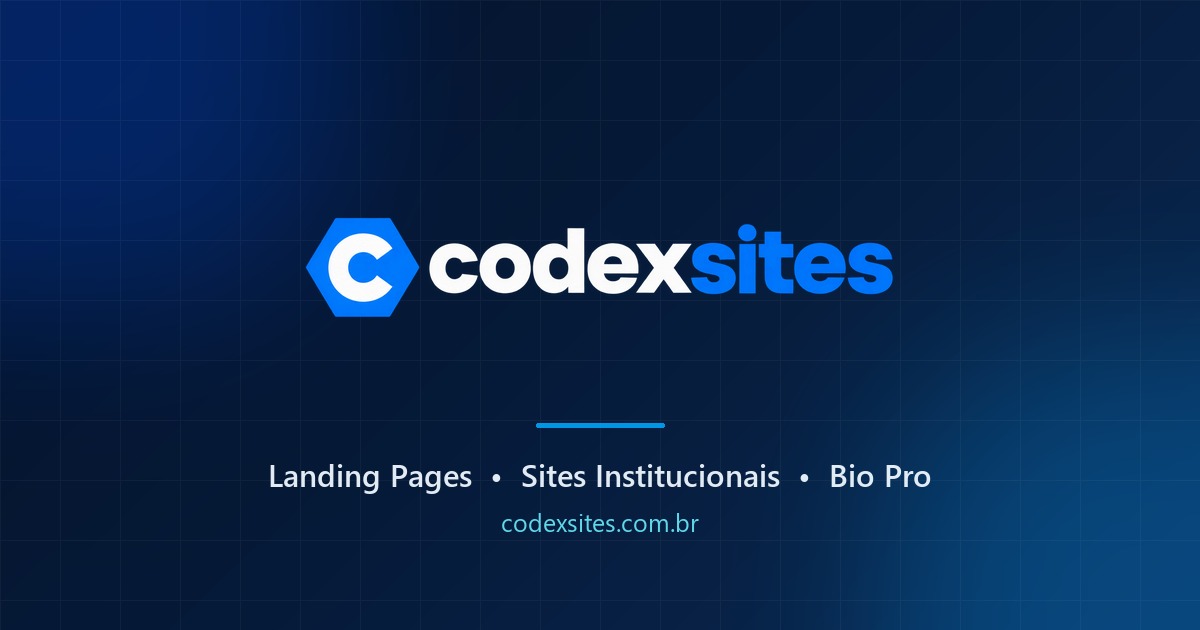 C codexsites
Landing Pages • Sites Institucionais • Bio Pro
codexsites.com.br